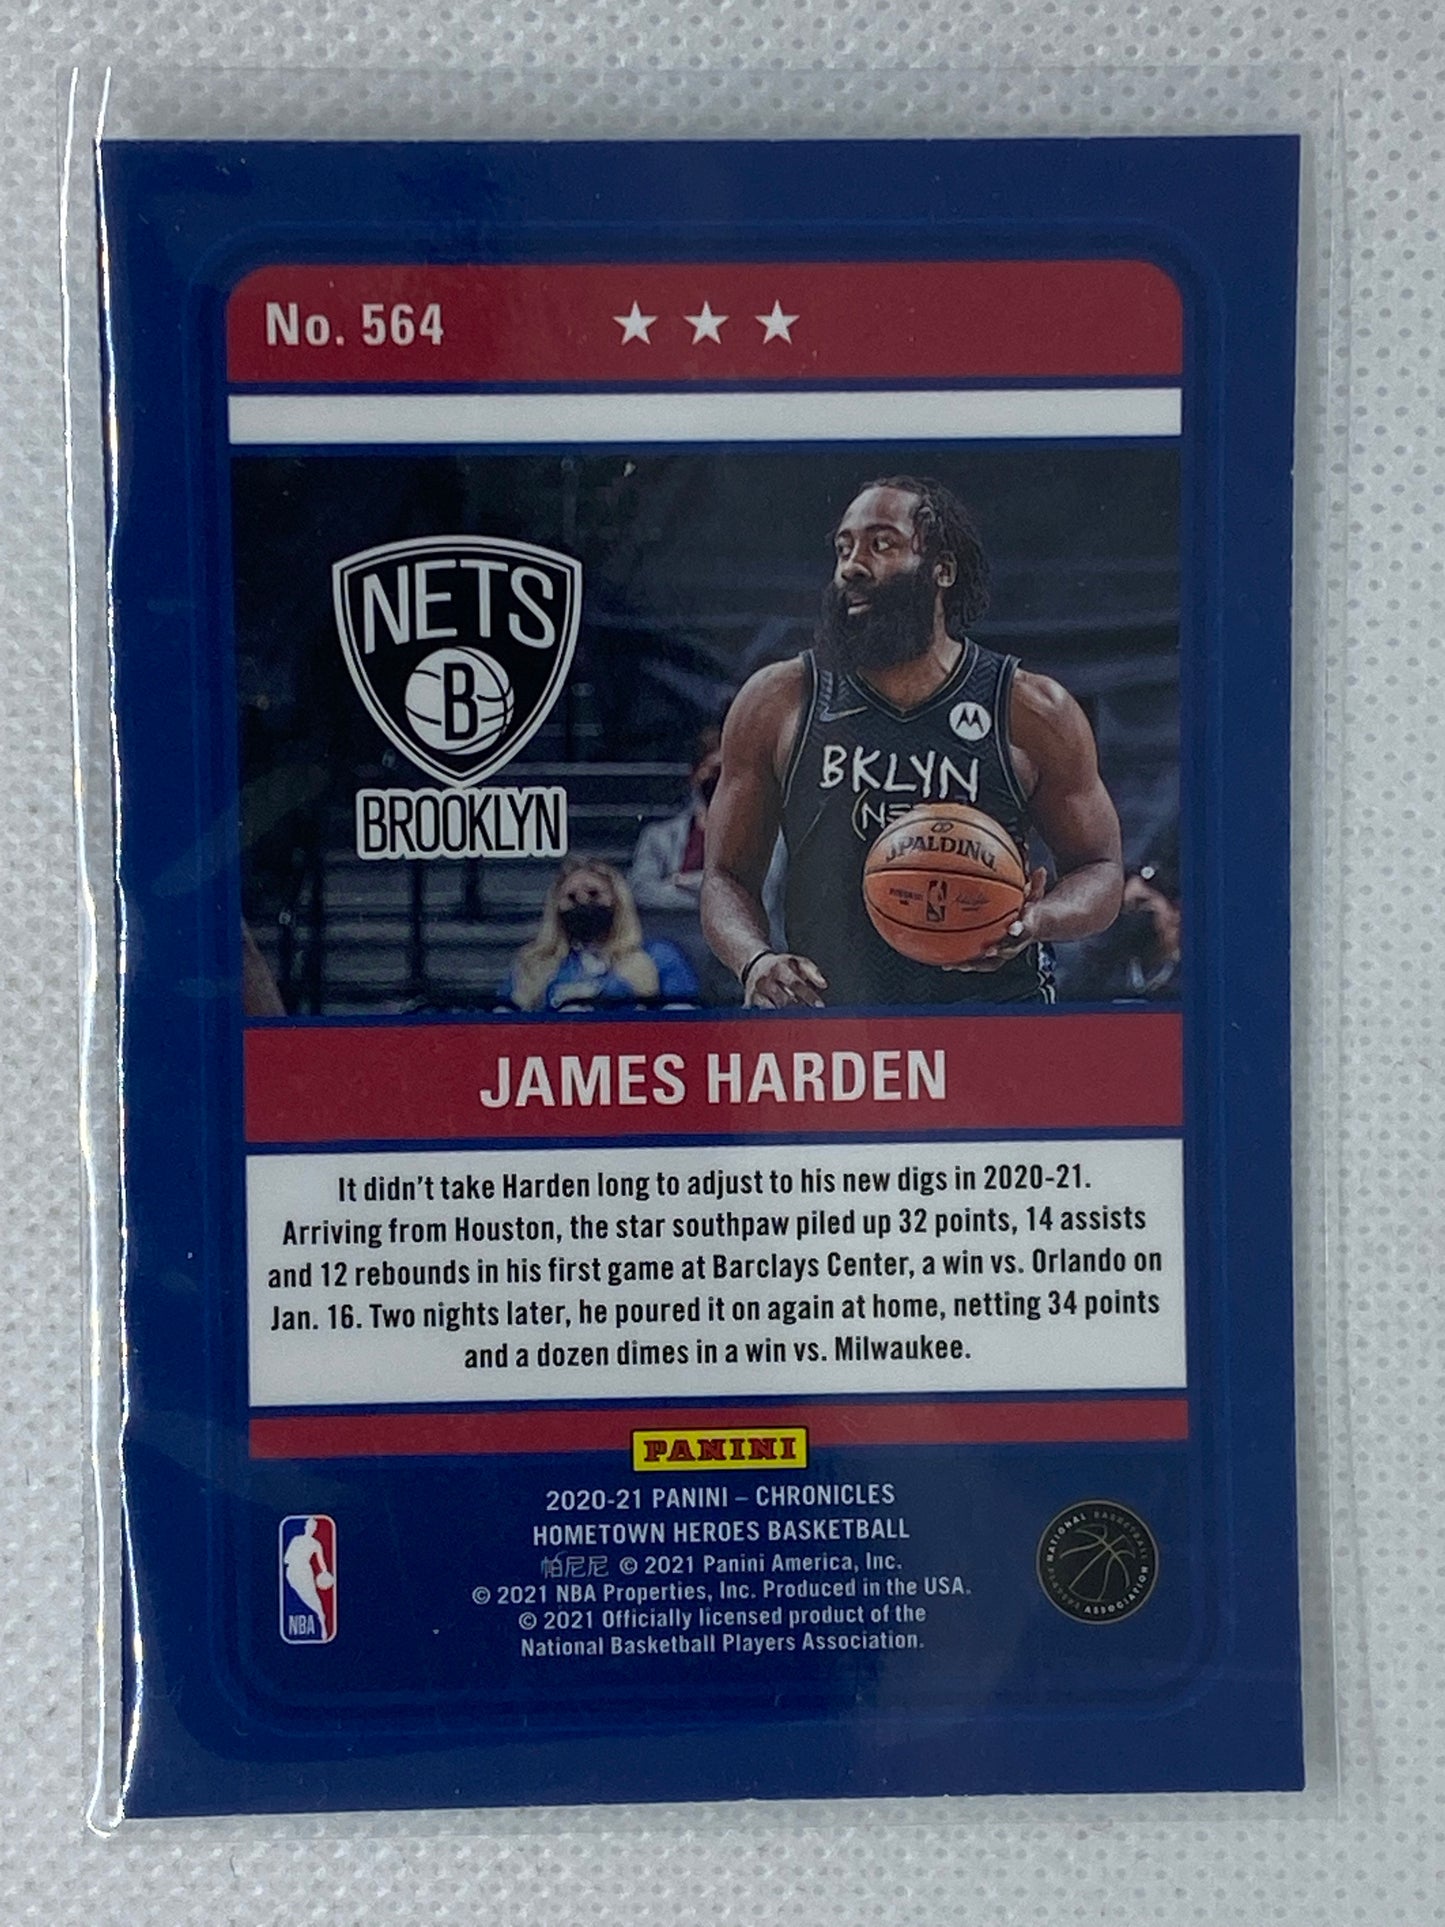 No. 564
NETS
B
BROOKLYN
BKLYN
SPALDING
JAMES HARDEN
It didn't take Harden long to adjust to his new digs in 2020-21.
Arriving from Houston, the star southpaw piled up 32 points, 14 assists
and 12 rebounds in his first game at Barclays Center, a win vs. Orlando on
Jan. 16. Two nights later, he poured it on again at home, netting 34 points
and a dozen dimes in a win vs. Milwaukee.
PANINI
2020-21 PANINI – CHRONICLES
HOMETOWN HEROES BASKETBALL
帕尼尼 © 2021 Panini America, Inc.
© 2021 NBA Properties, Inc. Produced in the USA.
© 2021 Officially licensed product of the
National Basketball Players Association.
NBA
NATIONAL BASKETBALL PLAYERS ASSOCIATION